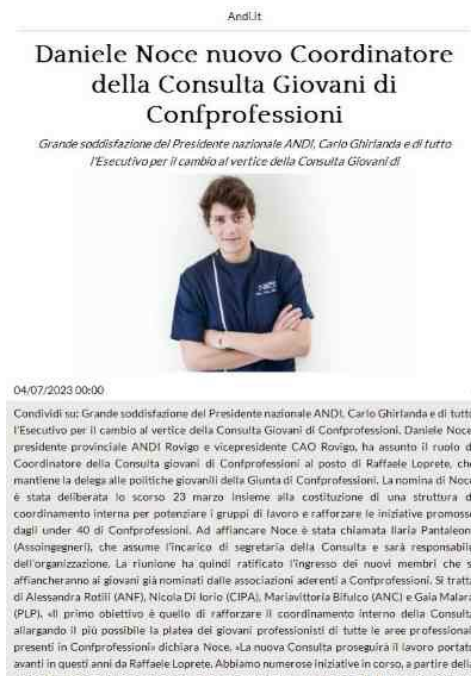 Andi.it
Daniele Noce nuovo Coordinatore
della Consulta Giovani di
Confprofessioni
Grande soddisfazione del Presidente nazionale ANDI, Carlo Ghirlanda e di tutto
l'Esecutivo per il cambio al vertice della Consulta Giovani di
04/07/2023 00:00
Condividi su: Grande soddisfazione del Presidente nazionale ANDI, Carlo Ghirlanda e di tutto
l'Esecutivo per il cambio al vertice della Consulta Giovani di Confprofessioni. Daniele Noce,
presidente provinciale ANDI Rovigo e vicepresidente CAO Rovigo, ha assunto il ruolo di
Coordinatore della Consulta giovani di Confprofessioni al posto di Raffaele Loprete, che
mantiene la delega alle politiche giovanili della Giunta di Confprofessioni. La nomina di Noce
è stata deliberata lo scorso 23 marzo insieme alla costituzione di una struttura di
coordinamento interna per potenziare i gruppi di lavoro e rafforzare le iniziative promosse
dagli under 40 di Confprofessioni. Ad affiancare Noce è stata chiamata Ilaria Pantaleoni
(Assoingegneri), che assume l'incarico di segretaria della Consulta e sarà responsabile
dell'organizzazione. La riunione ha quindi ratificato l'ingresso dei nuovi membri che si
affiancheranno ai giovani già nominati dalle associazioni aderenti a Confprofessioni. Si tratta
di Alessandra Rotili (ANF), Nicola Di Iorio (CIPA), Mariavittoria Bifulco (ANC) e Gaia Malara
(PLP). «Il primo obiettivo è quello di rafforzare il coordinamento interno della Consulta
allargando il più possibile la platea dei giovani professionisti di tutte le aree professionali
presenti in Confprofessioni» dichiara Noce. «La nuova Consulta proseguirà il lavoro portato
avanti in questi anni da Raffaele Loprete. Abbiamo numerose iniziative in corso, a partire della